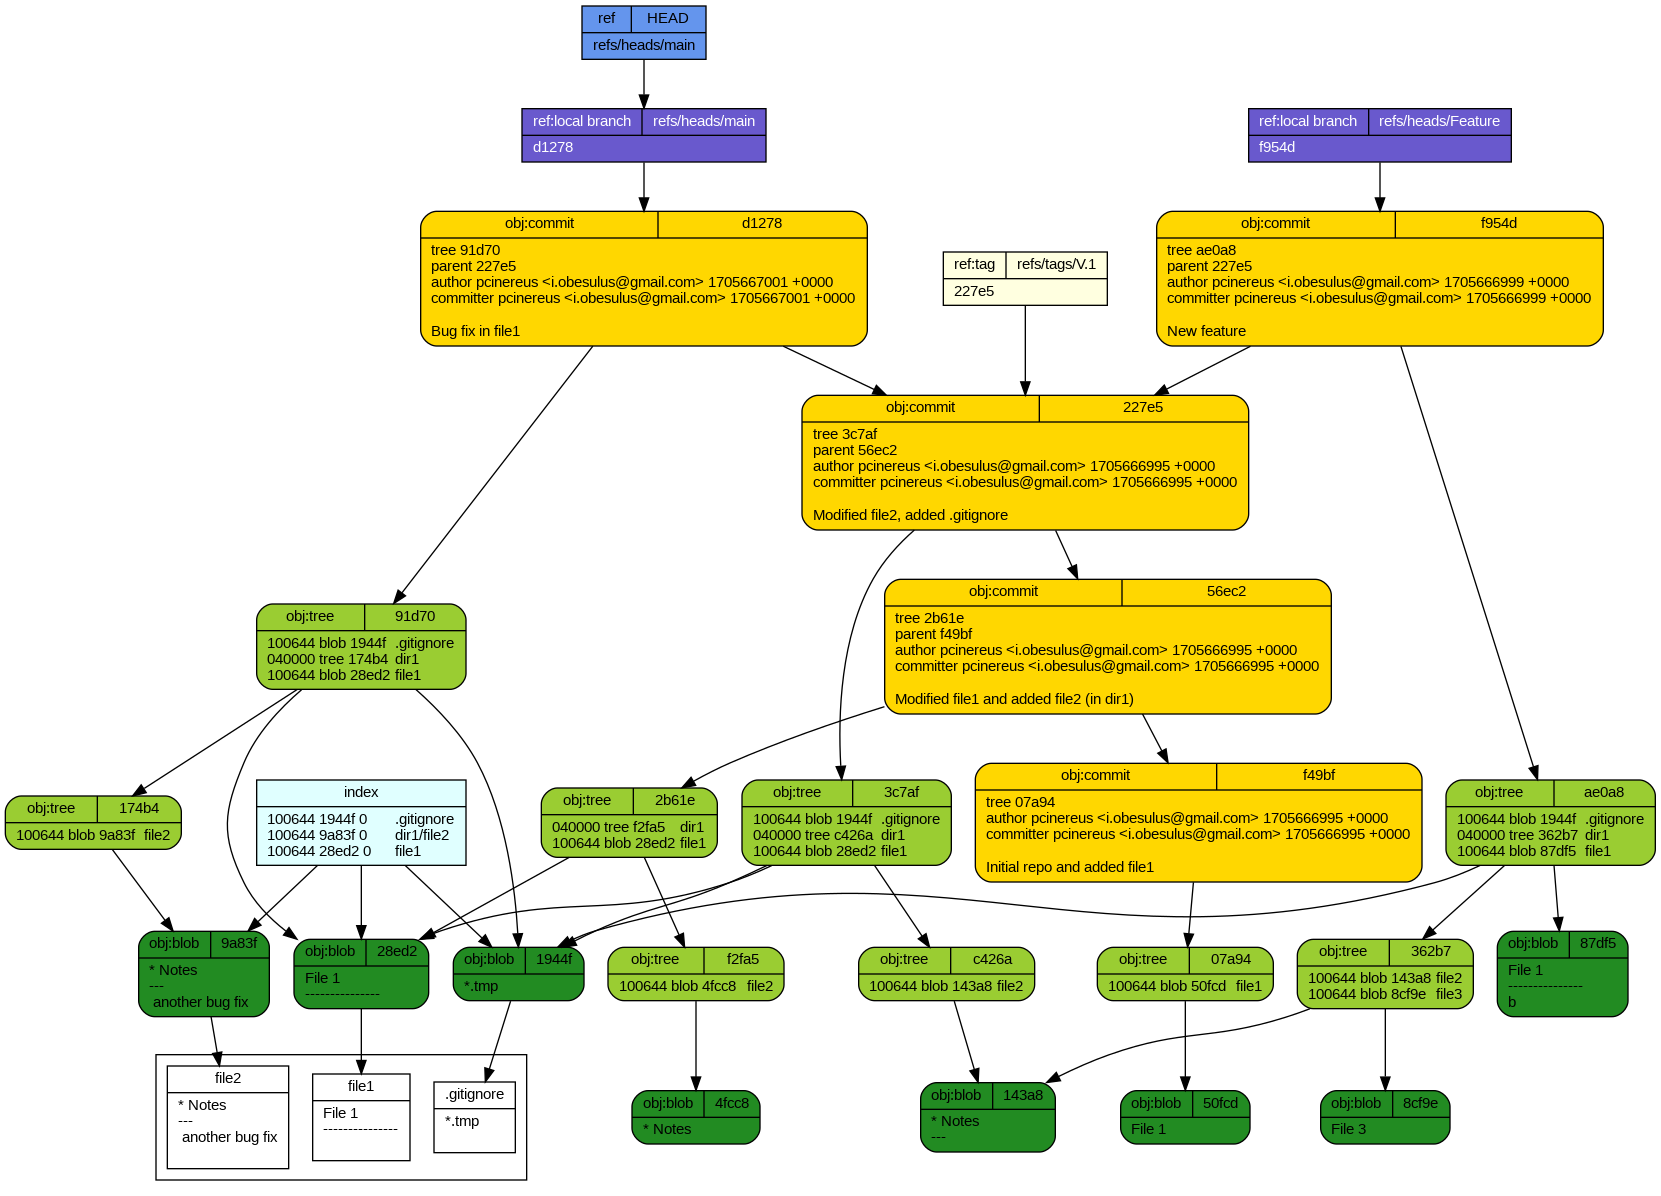 ref HEAD
refs/heads/main
ref:local branch refs/heads/main
d1278
ref:local branch refs/heads/Feature
f954d
obj:commit d1278
tree 91d70
parent 227e5
author pcinereus <i.obesulus@gmail.com> 1705667001 +0000
committer pcinereus <i.obesulus@gmail.com> 1705667001 +0000
Bug fix in file1
ref:tag refs/tags/V.1
227e5
obj:commit f954d
tree ae0a8
parent 227e5
author pcinereus <i.obesulus@gmail.com> 1705666999 +0000
committer pcinereus <i.obesulus@gmail.com> 1705666999 +0000
New feature
obj:commit 227e5
tree 3c7af
parent 56ec2
author pcinereus <i.obesulus@gmail.com> 1705666995 +0000
committer pcinereus <i.obesulus@gmail.com> 1705666995 +0000
Modified file2, added .gitignore
obj:commit 56ec2
tree 2b61e
parent f49bf
author pcinereus <i.obesulus@gmail.com> 1705666995 +0000
committer pcinereus <i.obesulus@gmail.com> 1705666995 +0000
Modified file1 and added file2 (in dir1)
obj:tree 91d70
100644 blob 1944f .gitignore
040000 tree 174b4 dir1
100644 blob 28ed2 file1
obj:tree 174b4
100644 blob 9a83f file2
index
100644 1944f 0 .gitignore
100644 9a83f 0 dir1/file2
100644 28ed2 0 file1
obj:tree 2b61e
040000 tree f2fa5 dir1
100644 blob 28ed2 file1
obj:tree 3c7af
100644 blob 1944f .gitignore
040000 tree c426a dir1
100644 blob 28ed2 file1
obj:commit f49bf
tree 07a94
author pcinereus <i.obesulus@gmail.com> 1705666995 +0000
committer pcinereus <i.obesulus@gmail.com> 1705666995 +0000
Initial repo and added file1
obj:tree ae0a8
100644 blob 1944f .gitignore
040000 tree 362b7 dir1
100644 blob 87df5 file1
obj:blob 9a83f
* Notes
---
another bug fix
obj:blob 28ed2
File 1
---------------
obj:blob 1944f
*.tmp
obj:tree f2fa5
100644 blob 4fcc8 file2
obj:tree c426a
100644 blob 143a8 file2
obj:tree 07a94
100644 blob 50fcd file1
obj:tree 362b7
100644 blob 143a8 file2
100644 blob 8cf9e file3
obj:blob 87df5
File 1
---------------
b
file2
* Notes
---
another bug fix
file1
File 1
---------------
.gitignore
*.tmp
obj:blob 4fcc8
* Notes
obj:blob 143a8
* Notes
---
obj:blob 50fcd
File 1
obj:blob 8cf9e
File 3